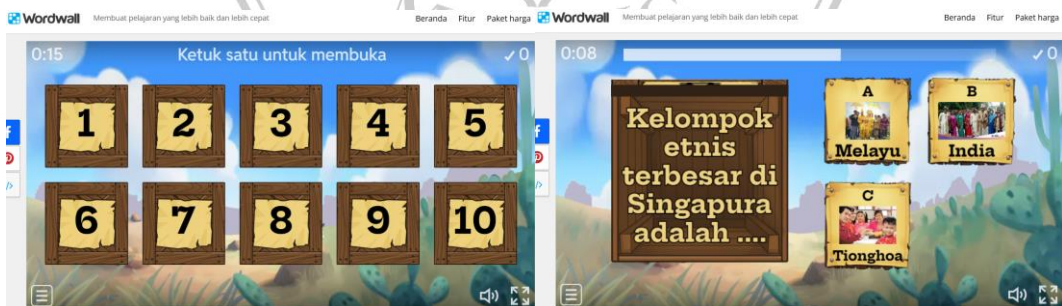 Wordwall Membuat pelajaran yang lebih baik dan lebih cepat Beranda Fitur Paket harga
0:15 Ketuk satu untuk membuka ✓ 0
1 2 3 4 5
6 7 8 9 10
Wordwall Membuat pelajaran yang lebih baik dan lebih cepat Beranda Fitur Paket harga
0:08 ✓ 0
Kelompok
etnis
terbesar di
Singapura
adalah ....
A
Melayu
B
India
C
Tionghoa